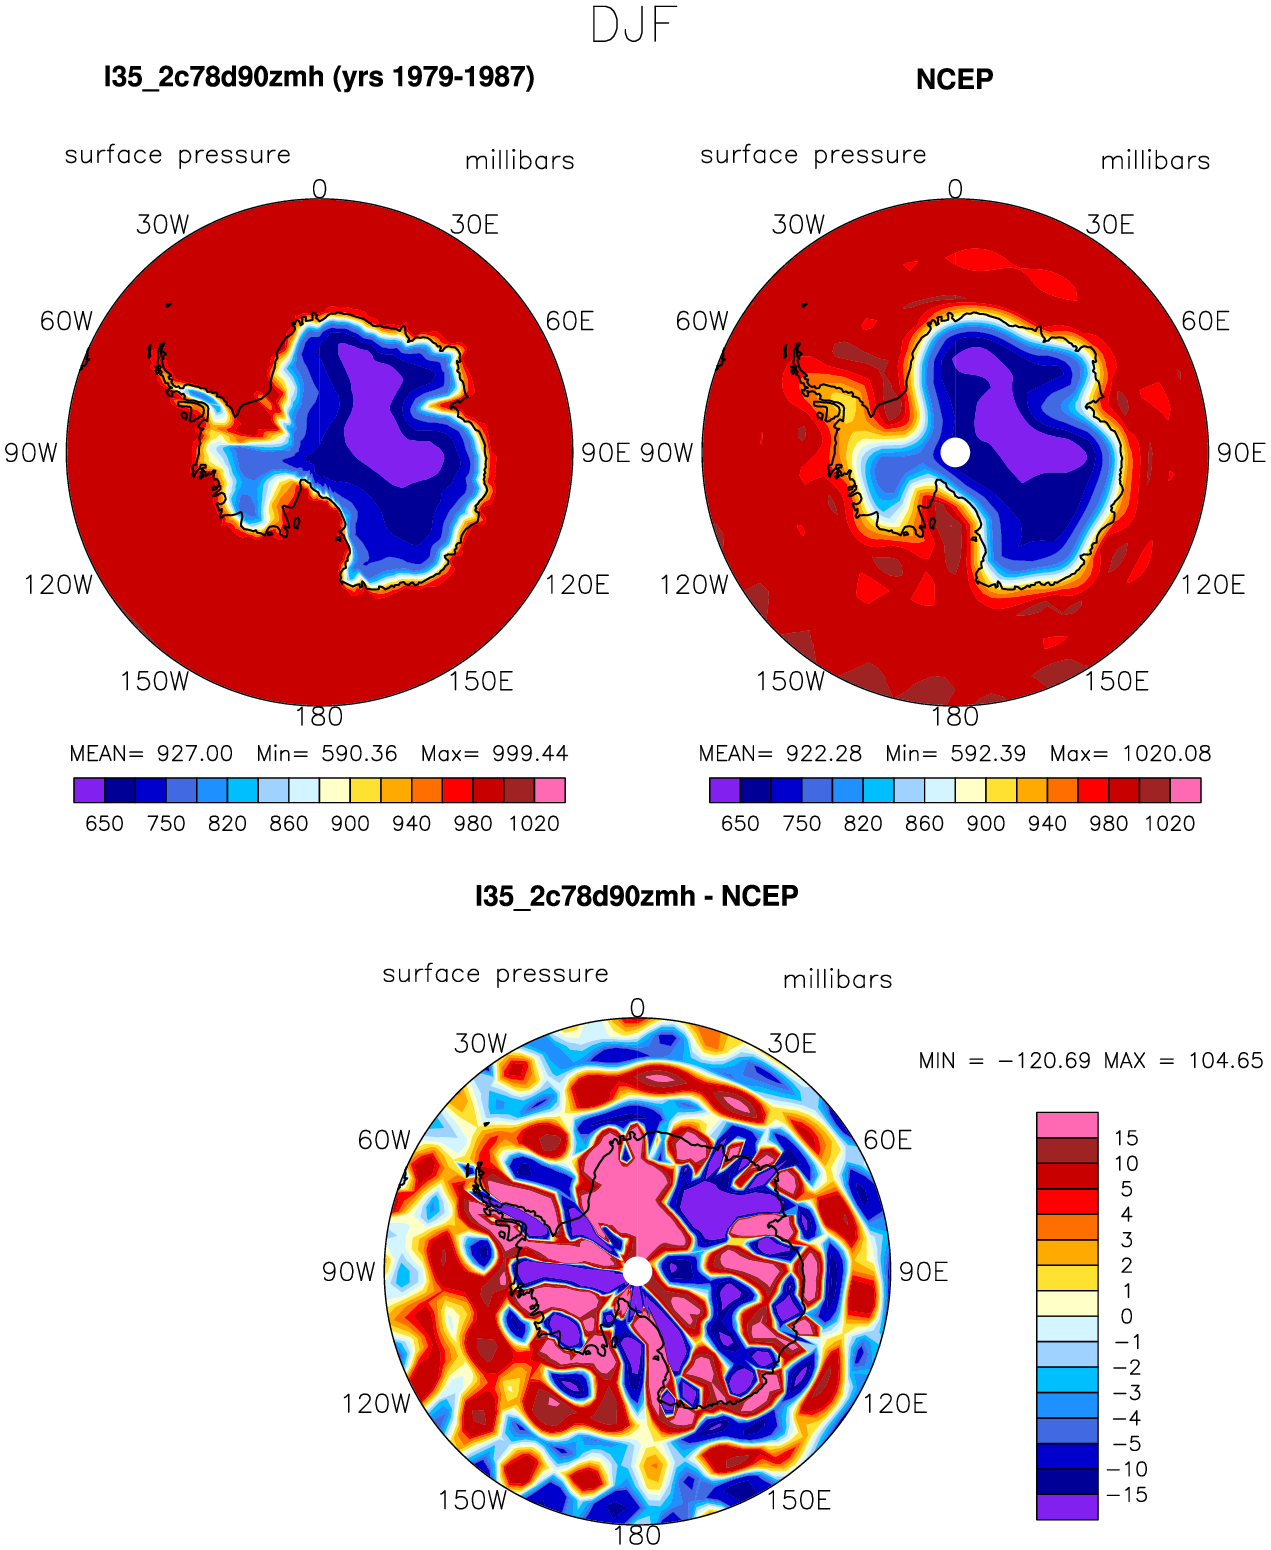 DJF
l35_2c78d90zmh (yrs 1979-1987)
NCEP
surface pressure millibars
surface pressure millibars
0
30W 30E
60W 60E
90W 90E
120W 120E
150W 150E
180
0
30W 30E
60W 60E
90W 90E
120W 120E
150W 150E
180
MEAN= 927.00 Min= 590.36 Max= 999.44
650 750 820 860 900 940 980 1020
MEAN= 922.28 Min= 592.39 Max= 1020.08
650 750 820 860 900 940 980 1020
l35_2c78d90zmh - NCEP
surface pressure millibars
0
30W 30E
60W 60E
90W 90E
120W 120E
150W 150E
180
MIN = −120.69 MAX = 104.65
15
10
5
4
3
2
1
0
−1
−2
−3
−4
−5
−10
−15